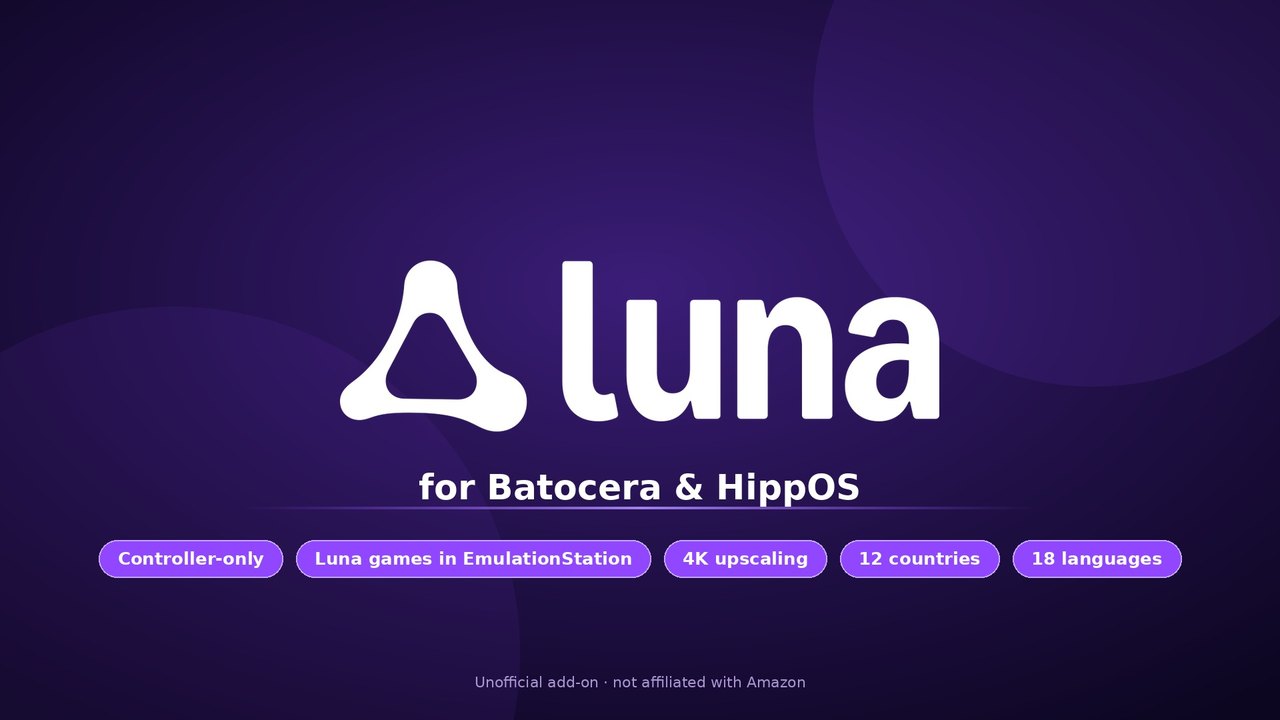 luna
for Batocera & HippOS
Controller-only
Luna games in EmulationStation
4K upscaling
12 countries
18 languages
Unofficial add-on · not affiliated with Amazon